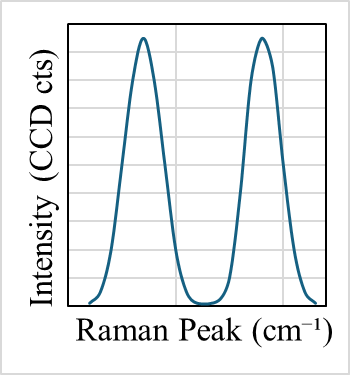 Intensity (CCD cts)
Raman Peak (cm⁻¹)